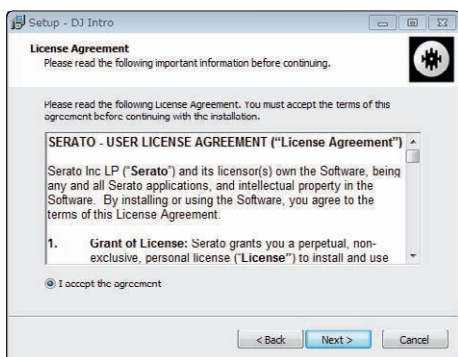 Setup - DJ Intro
License Agreement
Please read the following important information before continuing.
Please read the following License Agreement. You must accept the terms of this
agreement before continuing with the installation.
SERATO - USER LICENSE AGREEMENT ("License Agreement")
Serato Inc LP ("Serato") and its licensor(s) own the Software, being
any and all Serato applications, and intellectual property in the
Software. By installing or using the Software, you agree to the
terms of this License Agreement.
1. Grant of License: Serato grants you a perpetual, non-
exclusive, personal license ("License") to install and use
I accept the agreement
< Back Next > Cancel